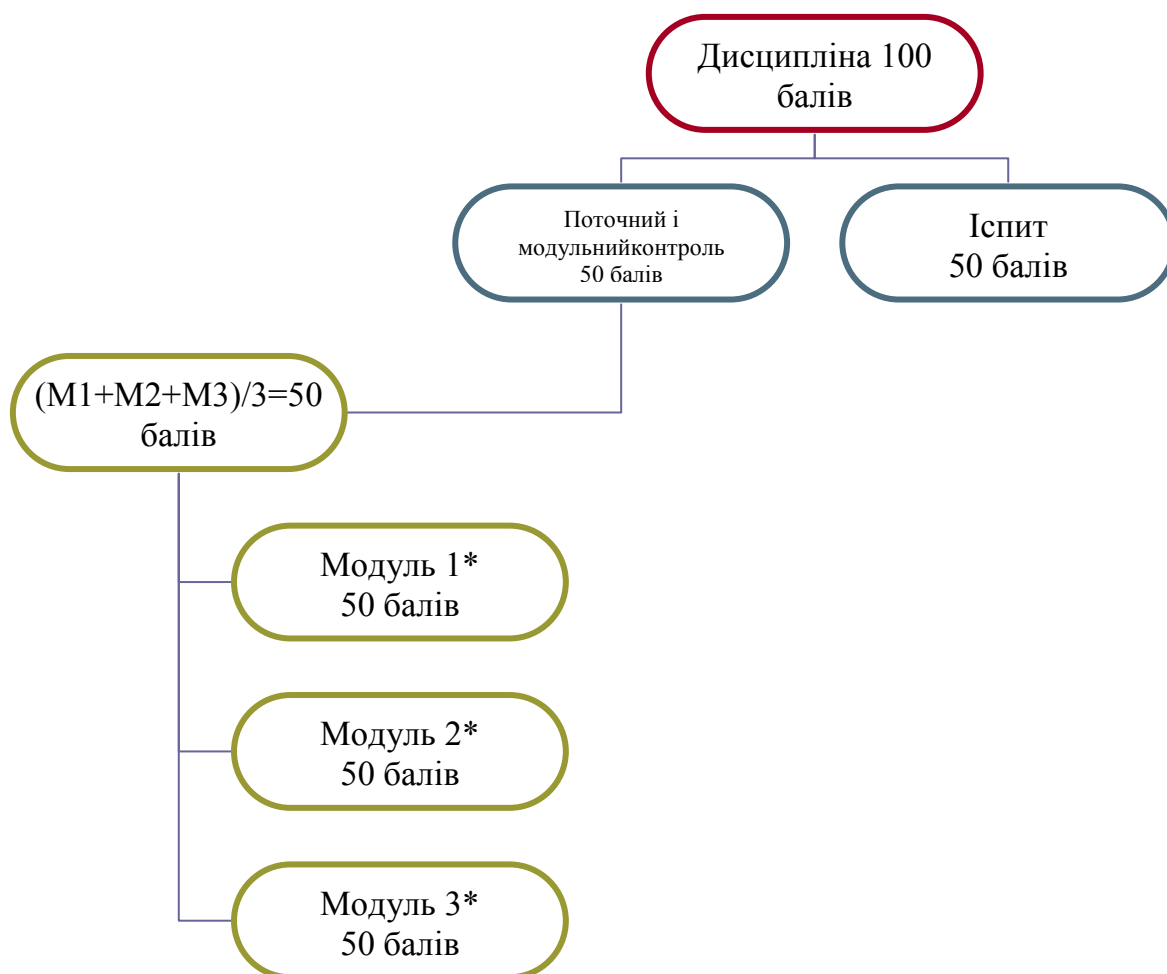 Дисципліна 100
балів
Поточний і
модульнийконтроль
50 балів
Іспит
50 балів
(М1+М2+М3)/3=50
балів
Модуль 1*
50 балів
Модуль 2*
50 балів
Модуль 3*
50 балів